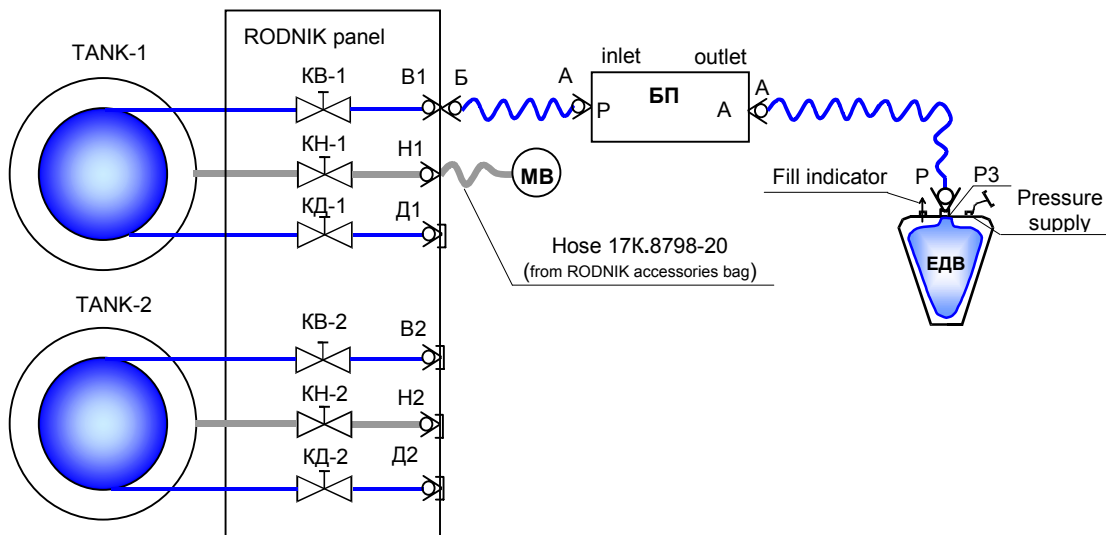 RODNIK panel
TANK-1
КВ-1
В1
Б
А
inlet
outlet
БП
Р
А
А
КН-1
Н1
МВ
КД-1
Д1
Hose 17К.8798-20
(from RODNIK accessories bag)
Fill indicator
Р
РЗ
Pressure
supply
ЕДВ
TANK-2
КВ-2
В2
КН-2
Н2
КД-2
Д2